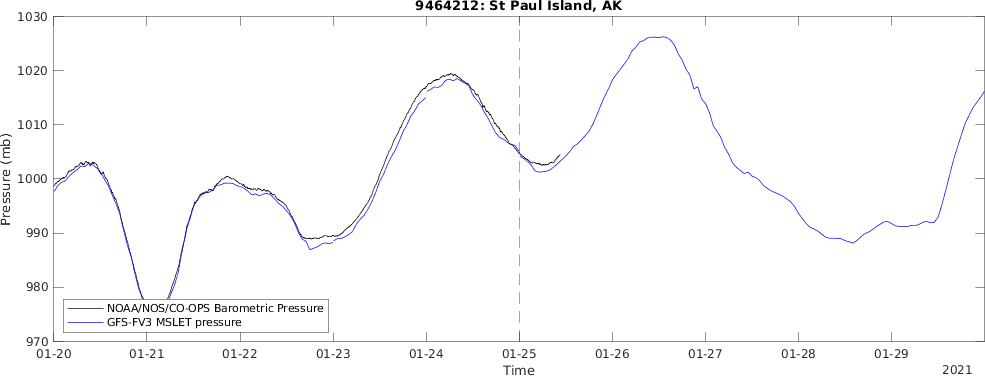 9464212: St Paul Island, AK
1030
1020
1010
1000
990
980
970
Pressure (mb)
NOAA/NOS/CO-OPS Barometric Pressure
GFS-FV3 MSLET pressure
01-20 01-21 01-22 01-23 01-24 01-25 01-26 01-27 01-28 01-29
Time
2021